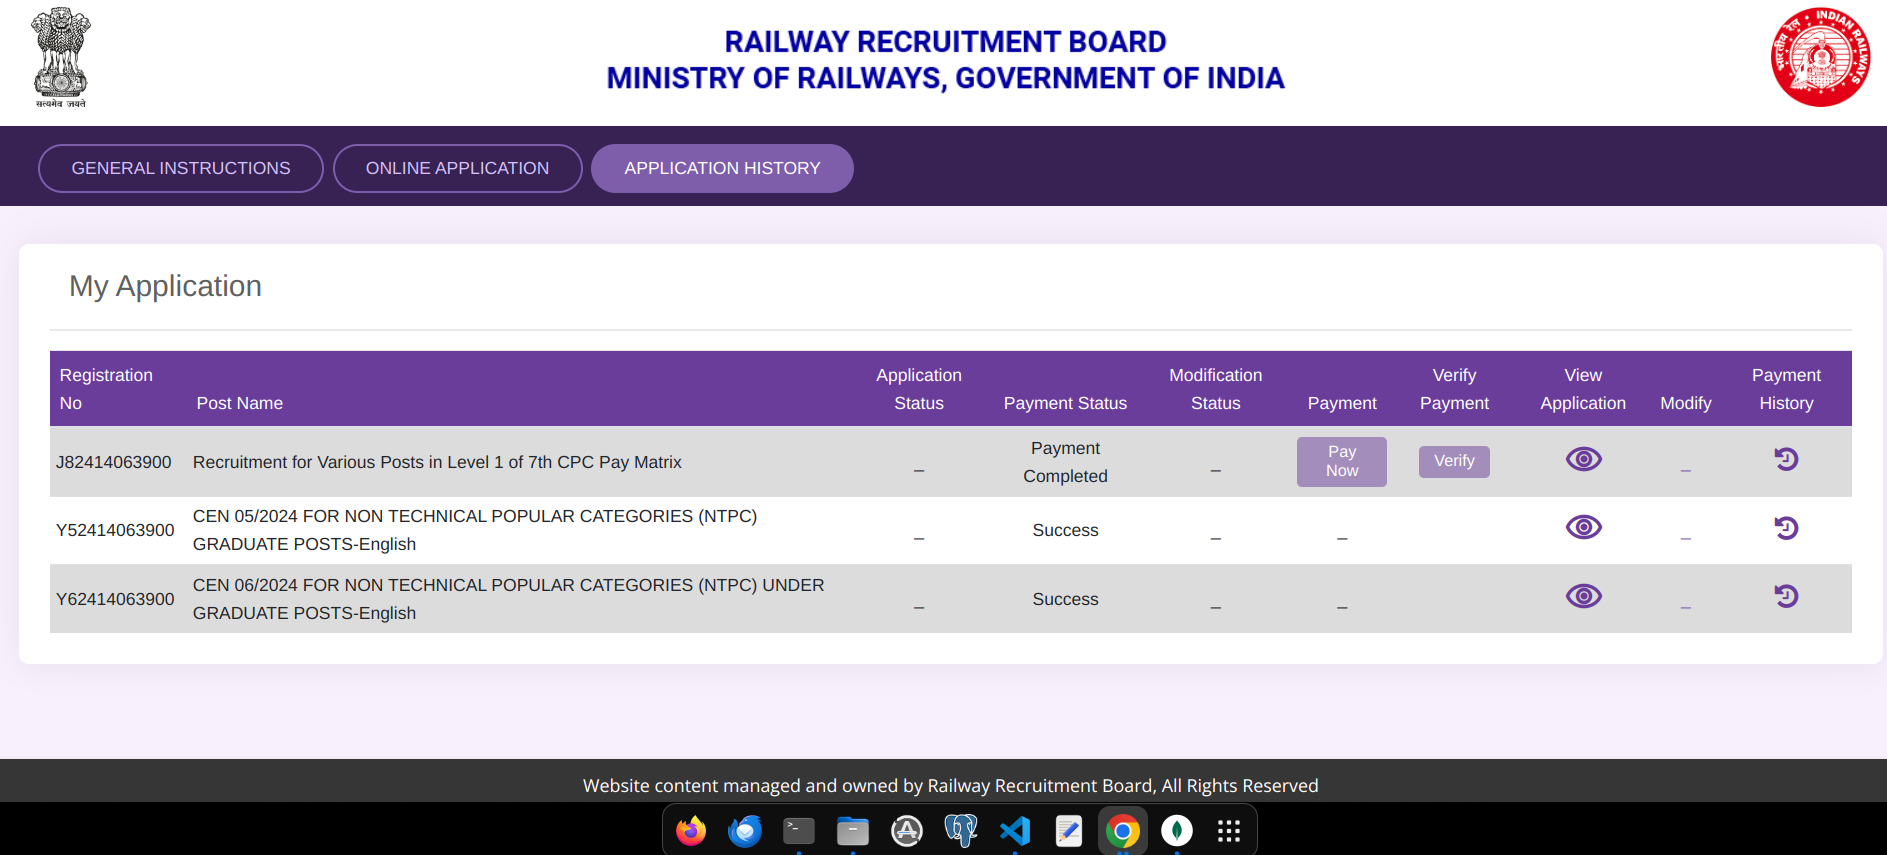 सत्यमेव जयते
RAILWAY RECRUITMENT BOARD
MINISTRY OF RAILWAYS, GOVERNMENT OF INDIA
भारतीय रेल • INDIAN RAILWAYS
GENERAL INSTRUCTIONS
ONLINE APPLICATION
APPLICATION HISTORY
My Application
Registration No
Post Name
Application Status
Payment Status
Modification Status
Payment
Verify Payment
View Application
Modify
Payment History
J82414063900 Recruitment for Various Posts in Level 1 of 7th CPC Pay Matrix _ Payment Completed _ Pay Now Verify _
Y52414063900 CEN 05/2024 FOR NON TECHNICAL POPULAR CATEGORIES (NTPC) GRADUATE POSTS-English _ Success _ _ _
Y62414063900 CEN 06/2024 FOR NON TECHNICAL POPULAR CATEGORIES (NTPC) UNDER GRADUATE POSTS-English _ Success _ _ _
Website content managed and owned by Railway Recruitment Board, All Rights Reserved